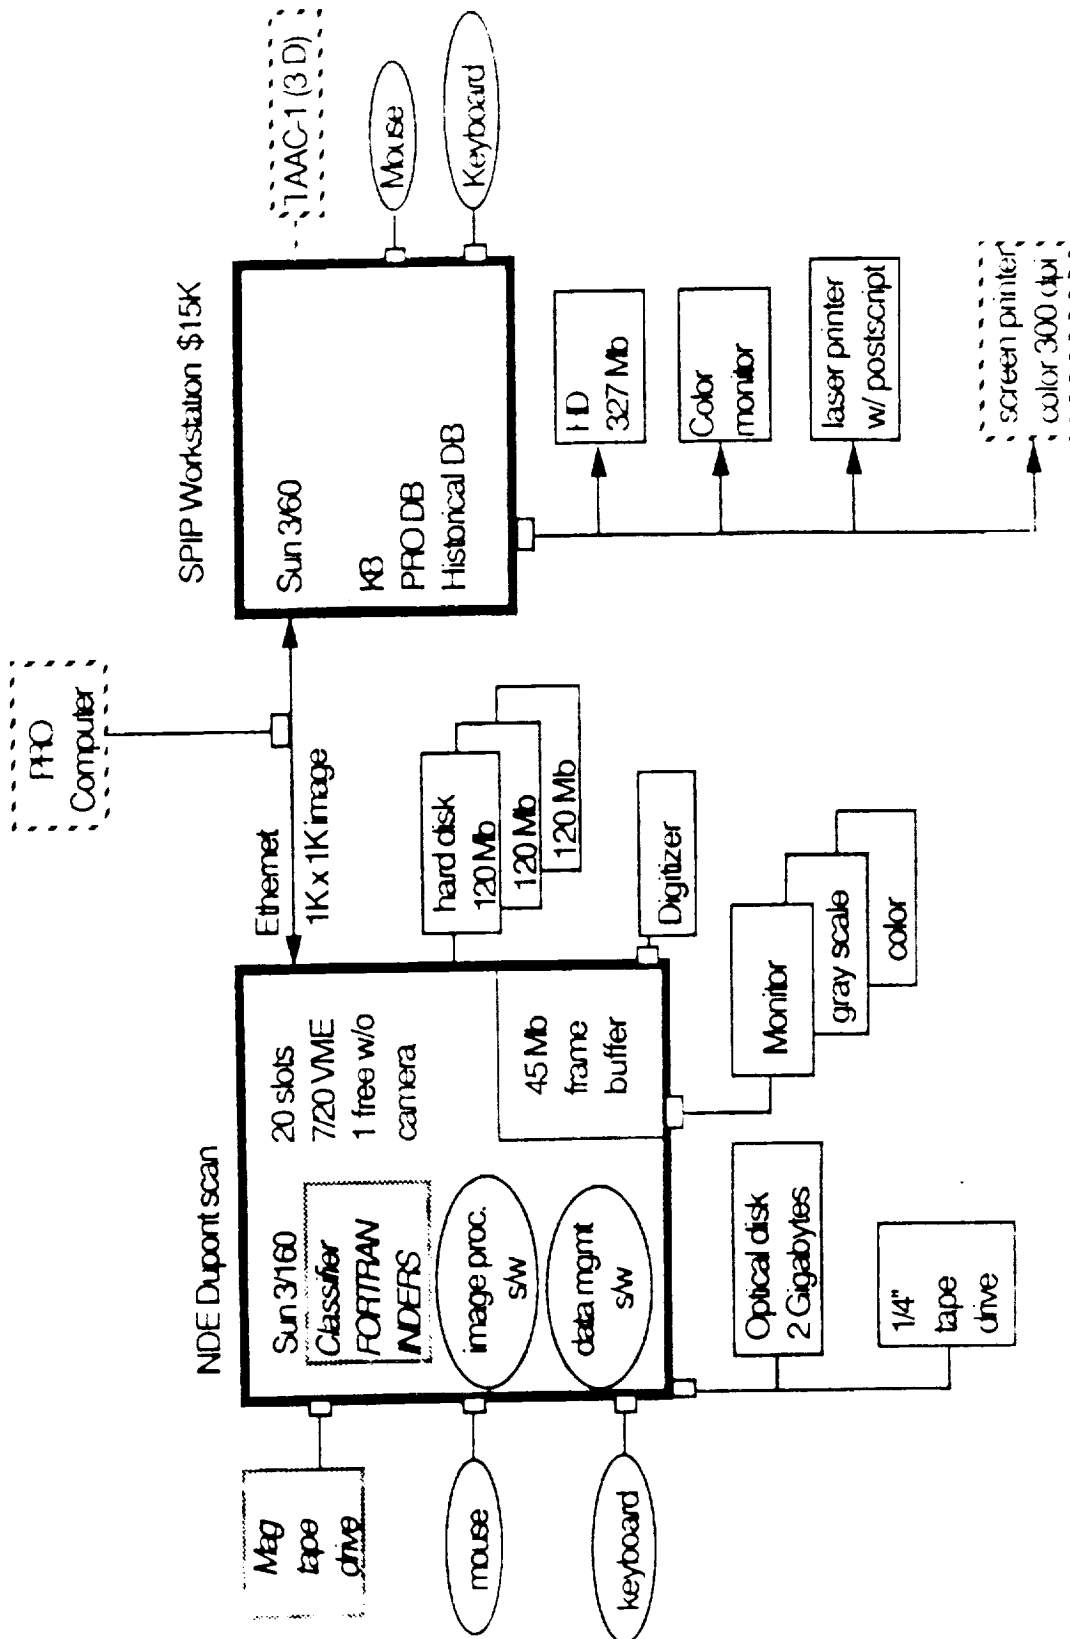 PRO
Computer
NDE Dupont scan
Sun 3/160
Classifier
FORTRAN
INDERS
image proc.
s/w
data mgmt
s/w
20 slots
7/20 VME
1 free w/o
camera
45 Mb
frame
buffer
Mag
tape
drive
mouse
keyboard
Optical disk
2 Gigabytes
1/4"
tape
drive
Monitor
gray scale
color
Digitizer
hard disk
120 Mb
120 Mb
120 Mb
Ethernet
1K x 1K image
SPIP Workstation $15K
Sun 3/60
KB
PRO DB
Historical DB
TAAC-1 (3 D)
Mouse
Keyboard
HD
327 Mb
Color
monitor
laser printer
w/ postscript
screen printer
color 300 dpi